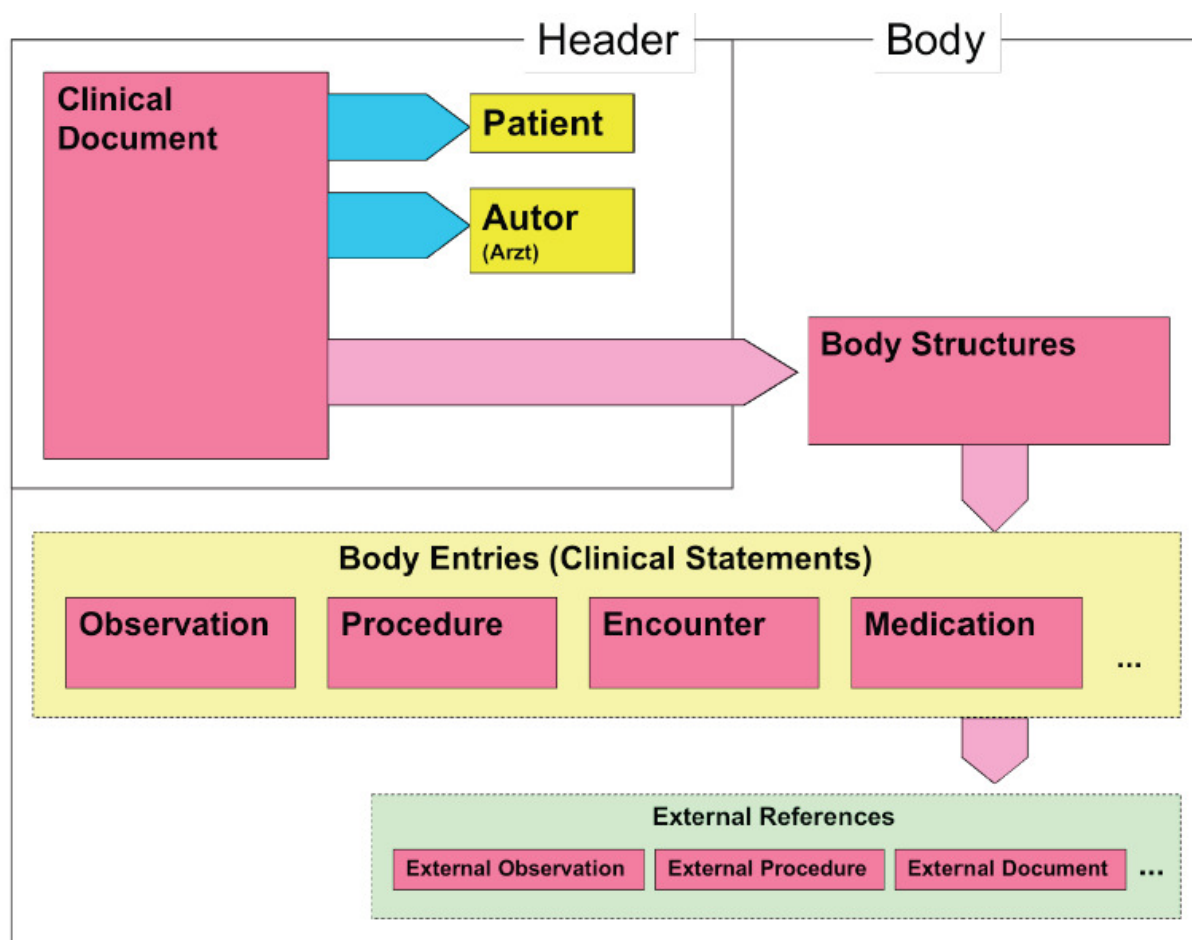 Header
Body
Clinical
Document
Patient
Autor
(Arzt)
Body Structures
Body Entries (Clinical Statements)
Observation
Procedure
Encounter
Medication
...
External References
External Observation
External Procedure
External Document
...